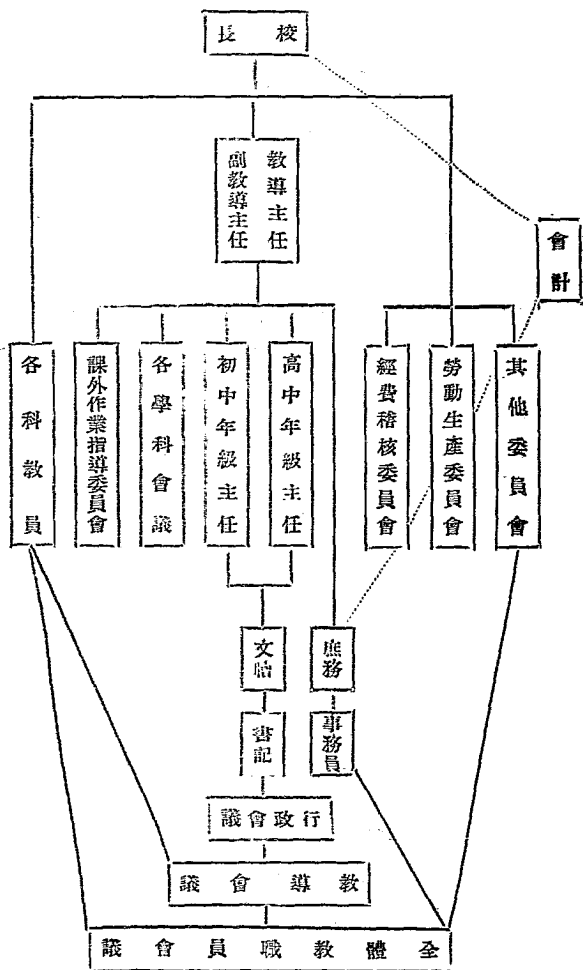 校長
教導主任
副教導主任
會計
其他委員會
勞動生產委員會
經費稽核委員會
高中年級主任
初中年級主任
各學科會議
課外作業指導委員會
各科教員
庶務
文牘
事務員
書記
行政會議
教導會議
全體教職員會議